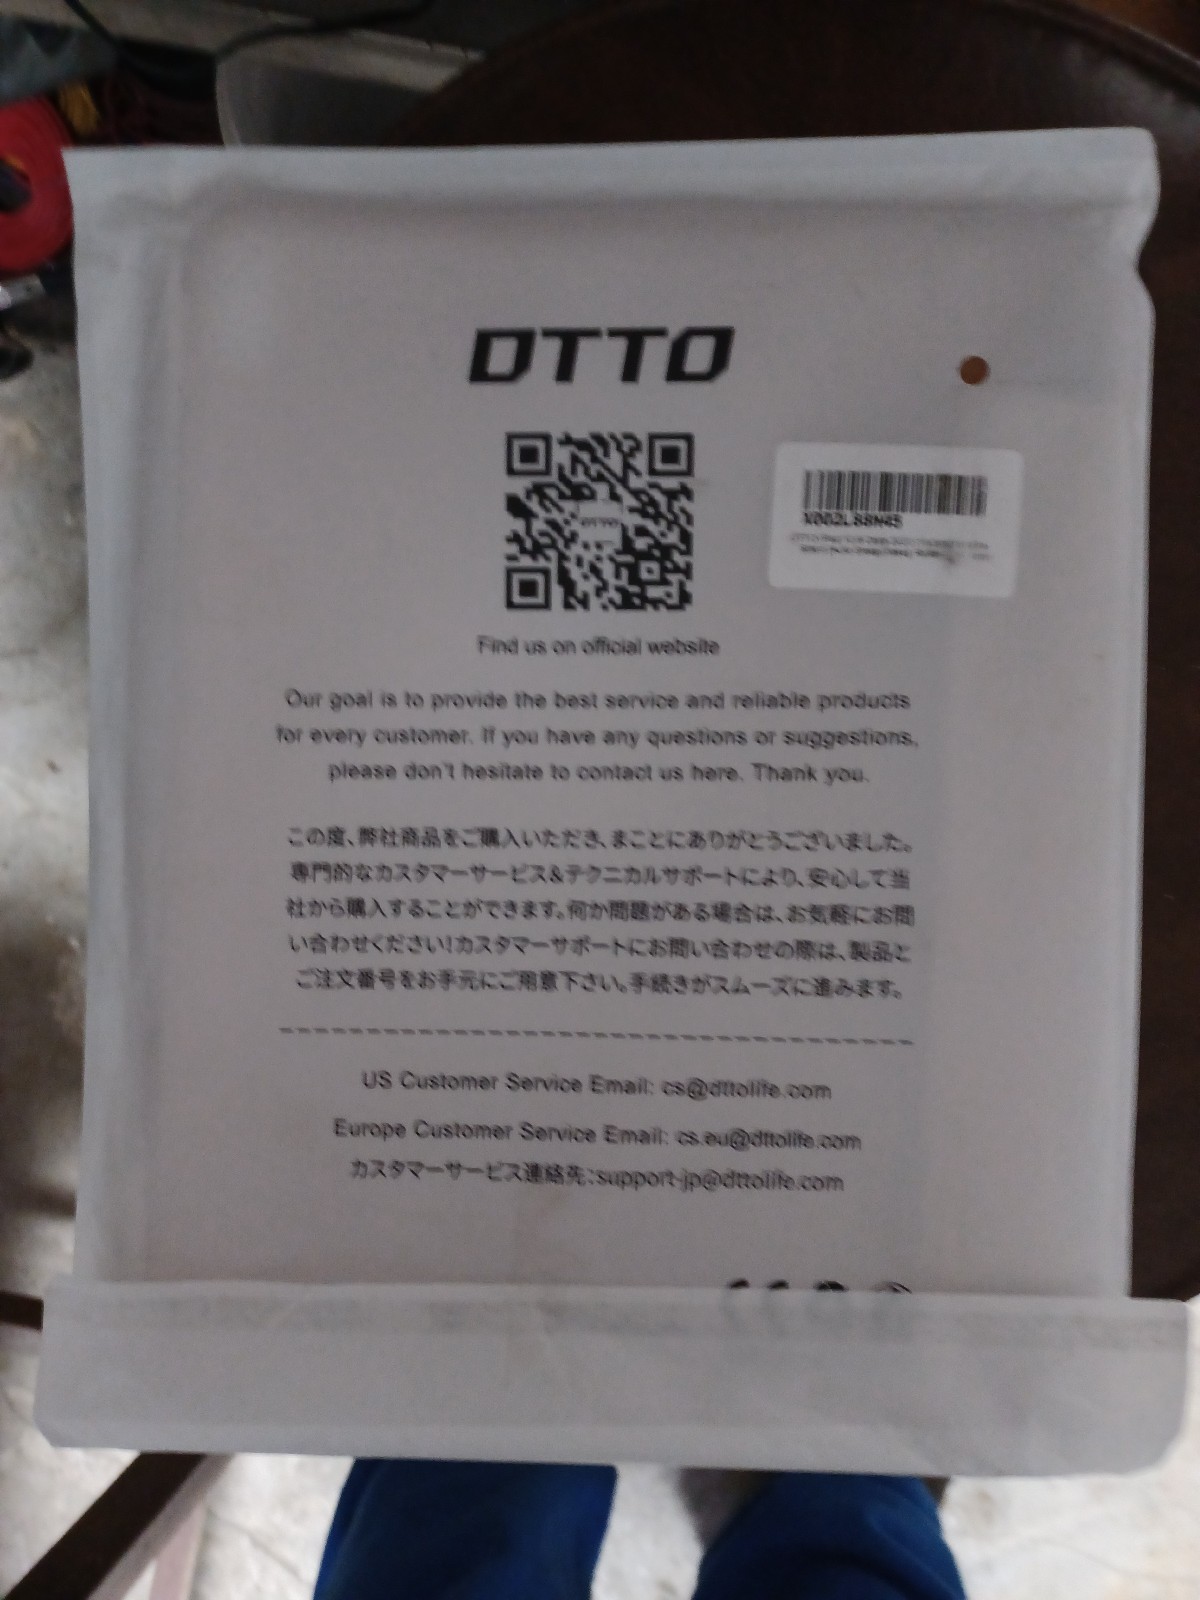 DTTO
DTTO
X002L88N45
Find us on official website
Our goal is to provide the best service and reliable products
for every customer. If you have any questions or suggestions,
please don't hesitate to contact us here. Thank you.
この度、弊社商品をご購入いただき、まことにありがとうございました。
専門的なカスタマーサービス&テクニカルサポートにより、安心して当
社から購入することができます。何か問題がある場合は、お気軽にお問
い合わせください!カスタマーサポートにお問い合わせの際は、製品と
ご注文番号をお手元にご用意下さい。手続きがスムーズに進みます。
US Customer Service Email: cs@dttolife.com
Europe Customer Service Email: cs.eu@dttolife.com
カスタマーサービス連絡先:support-jp@dttolife.com